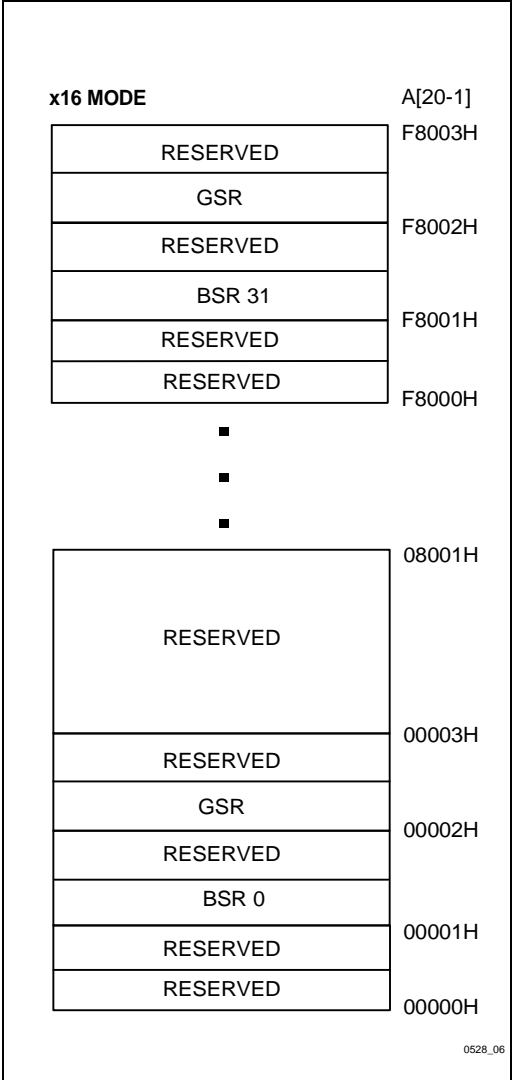 x16 MODE A[20-1]
F8003H
RESERVED
GSR
F8002H
RESERVED
BSR 31
F8001H
RESERVED
RESERVED
F8000H
08001H
RESERVED
00003H
RESERVED
GSR
00002H
RESERVED
BSR 0
00001H
RESERVED
RESERVED
00000H
0528_06